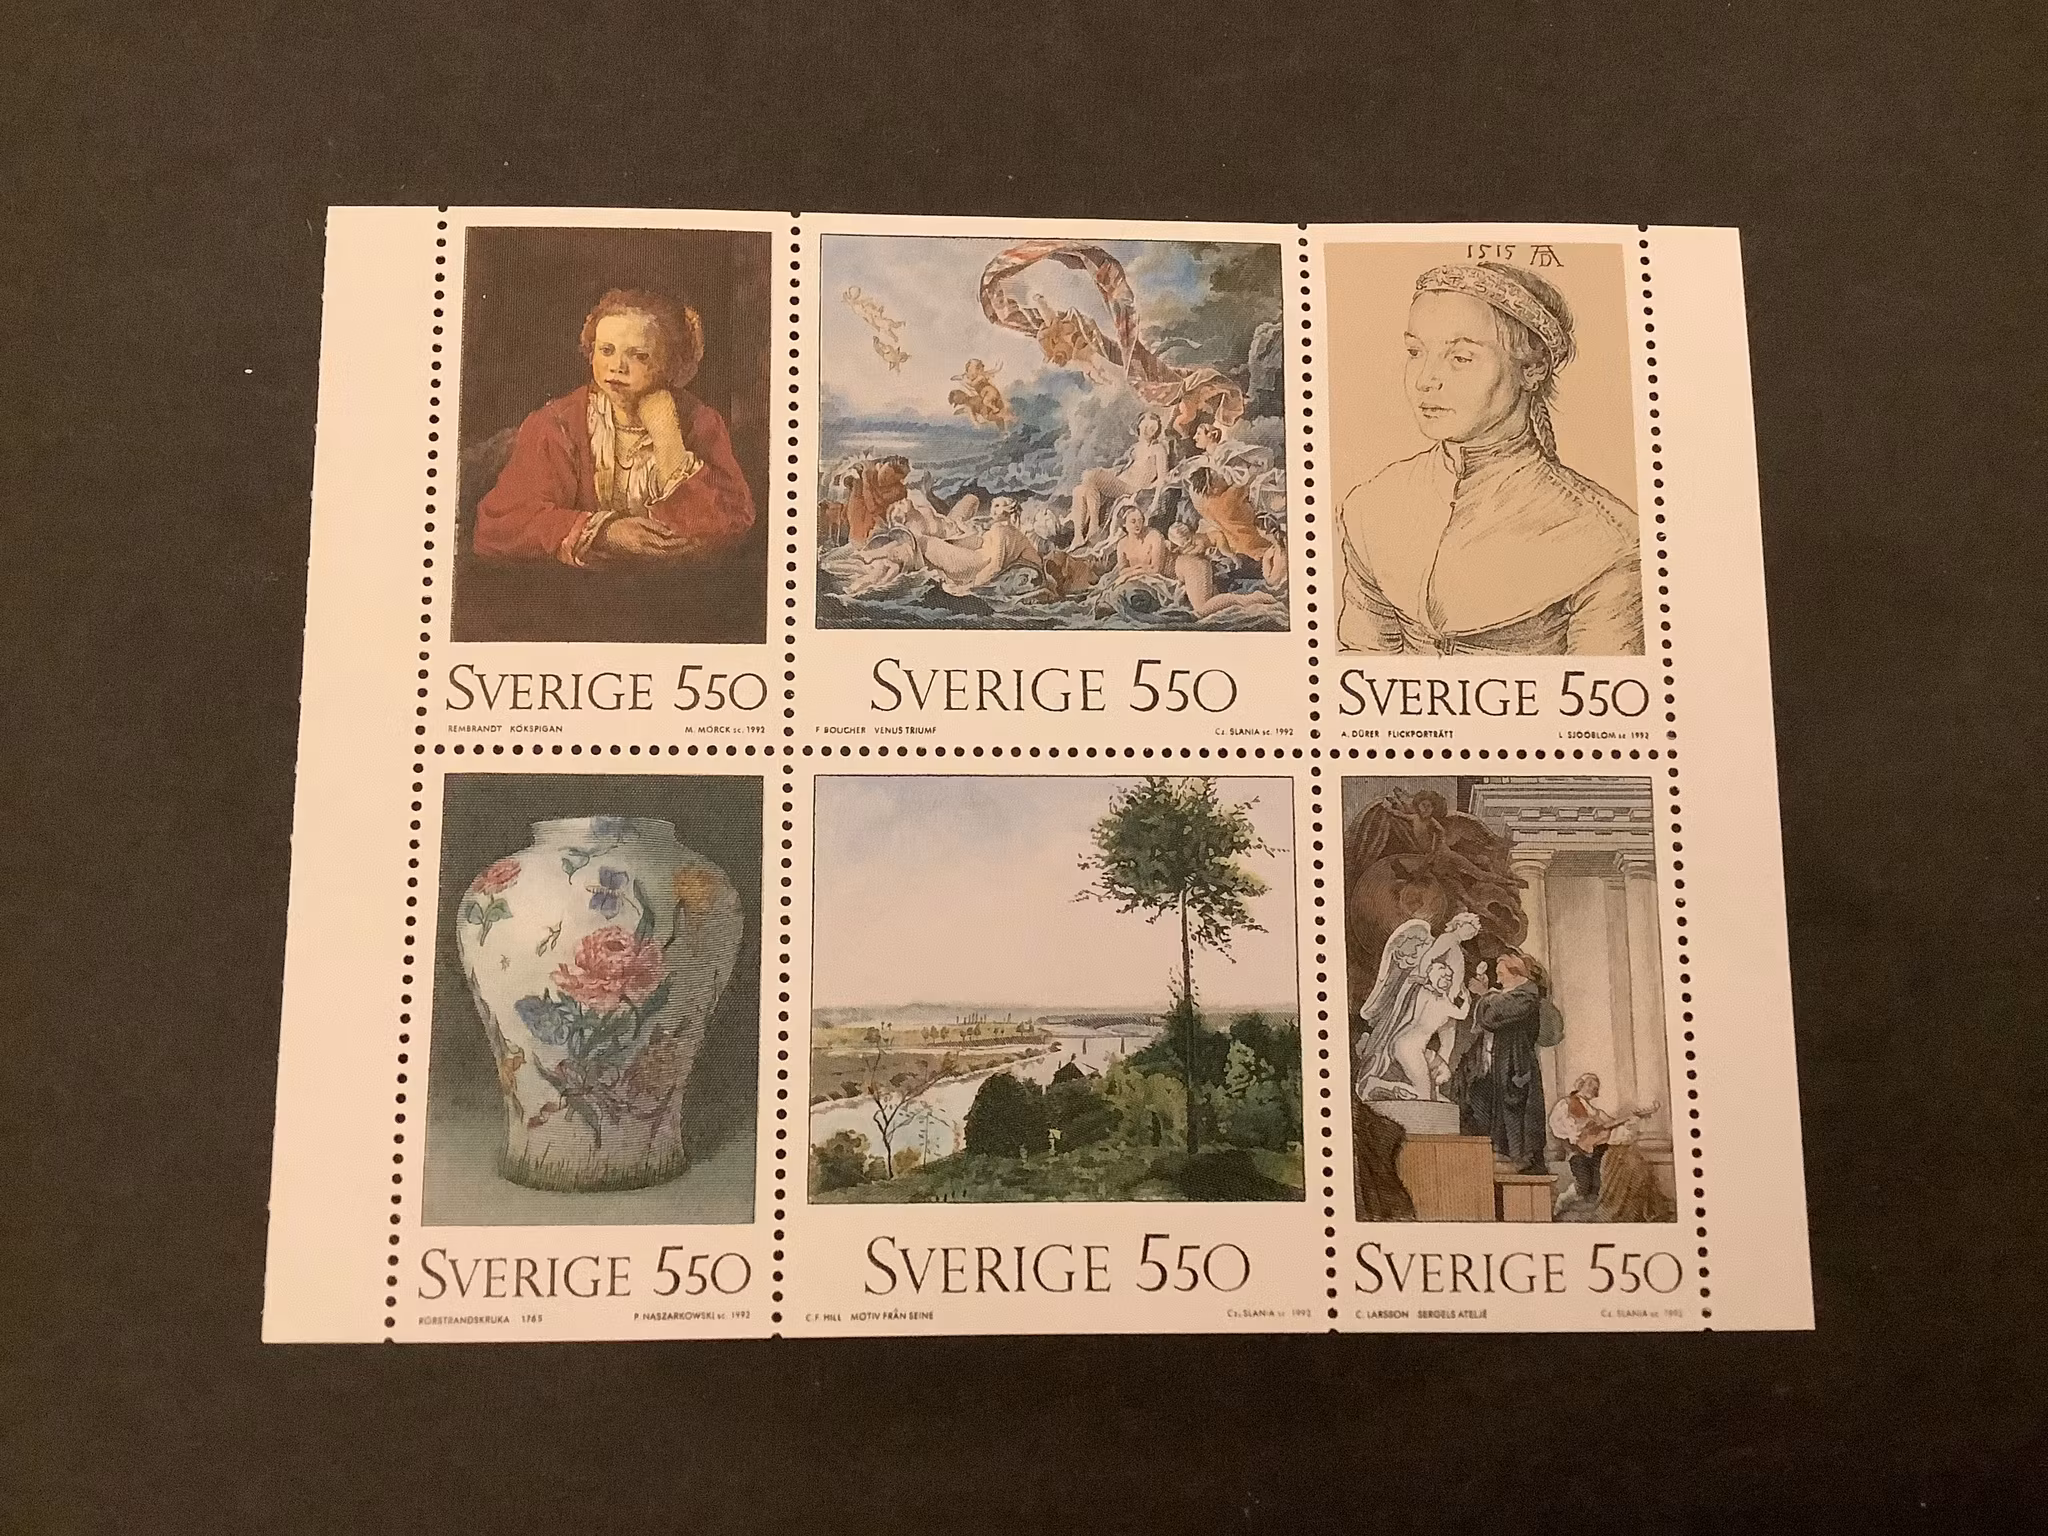 1515 AD
SVERIGE 550
REMBRANDT KÖKSPIGAN M. MÖRCK sc. 1992
SVERIGE 550
F BOUCHER VENUS TRIUMF Cz. SLANIA sc. 1992
SVERIGE 550
A. DÜRER FLICKPORTRÄTT L. SJÖÖBLOM sc 1992
SVERIGE 550
RÖRSTRANDSKRUKA 1765 P. NASZARKOWSKI sc. 1992
SVERIGE 550
C.F. HILL MOTIV FRÅN SEINE Cz. SLANIA sc 1992
SVERIGE 550
C. LARSSON SERGELS ATELJÉ Cz. SLANIA sc 1992